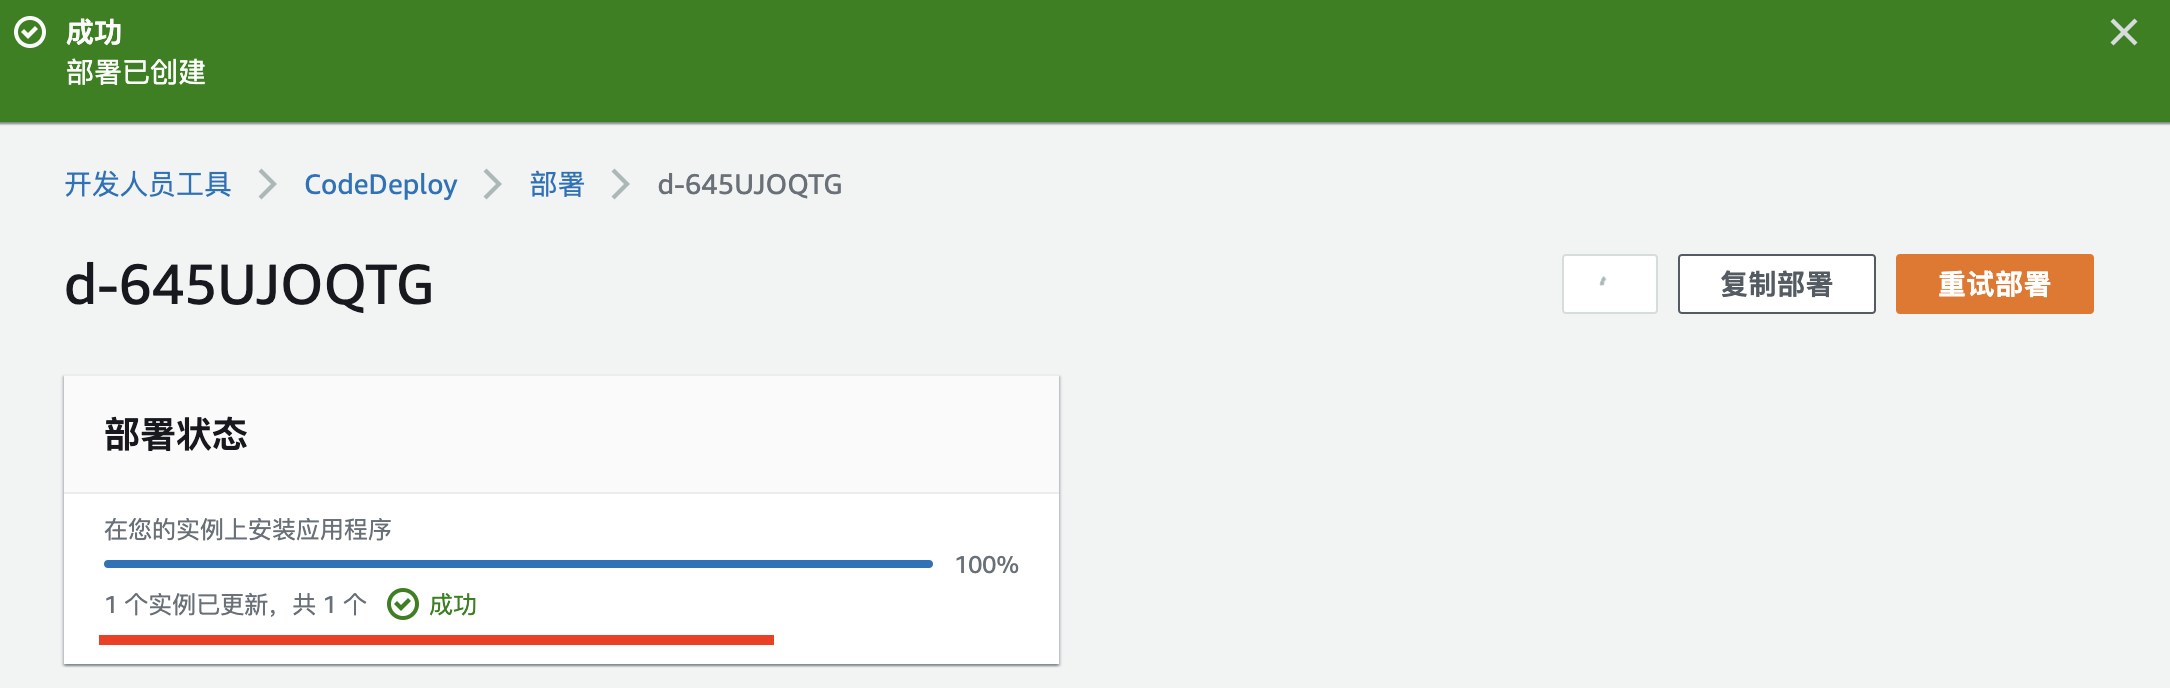 成功
部署已创建
开发人员工具 CodeDeploy 部署 d-645UJOQTG
d-645UJOQTG
复制部署
重试部署
部署状态
在您的实例上安装应用程序
100%
1 个实例已更新，共 1 个 成功